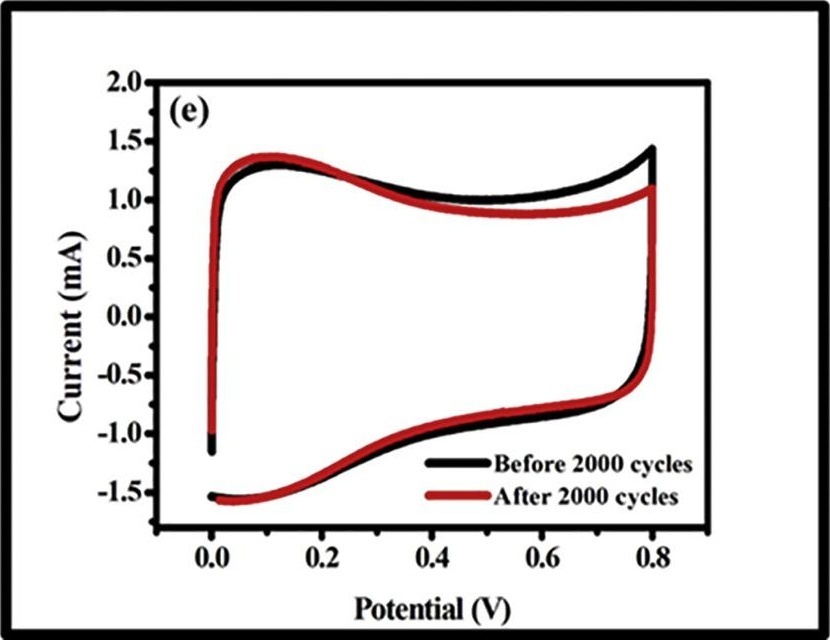 (e)
2.0
1.5
1.0
0.5
0.0
-0.5
-1.0
-1.5
Current (mA)
Before 2000 cycles
After 2000 cycles
0.0 0.2 0.4 0.6 0.8
Potential (V)